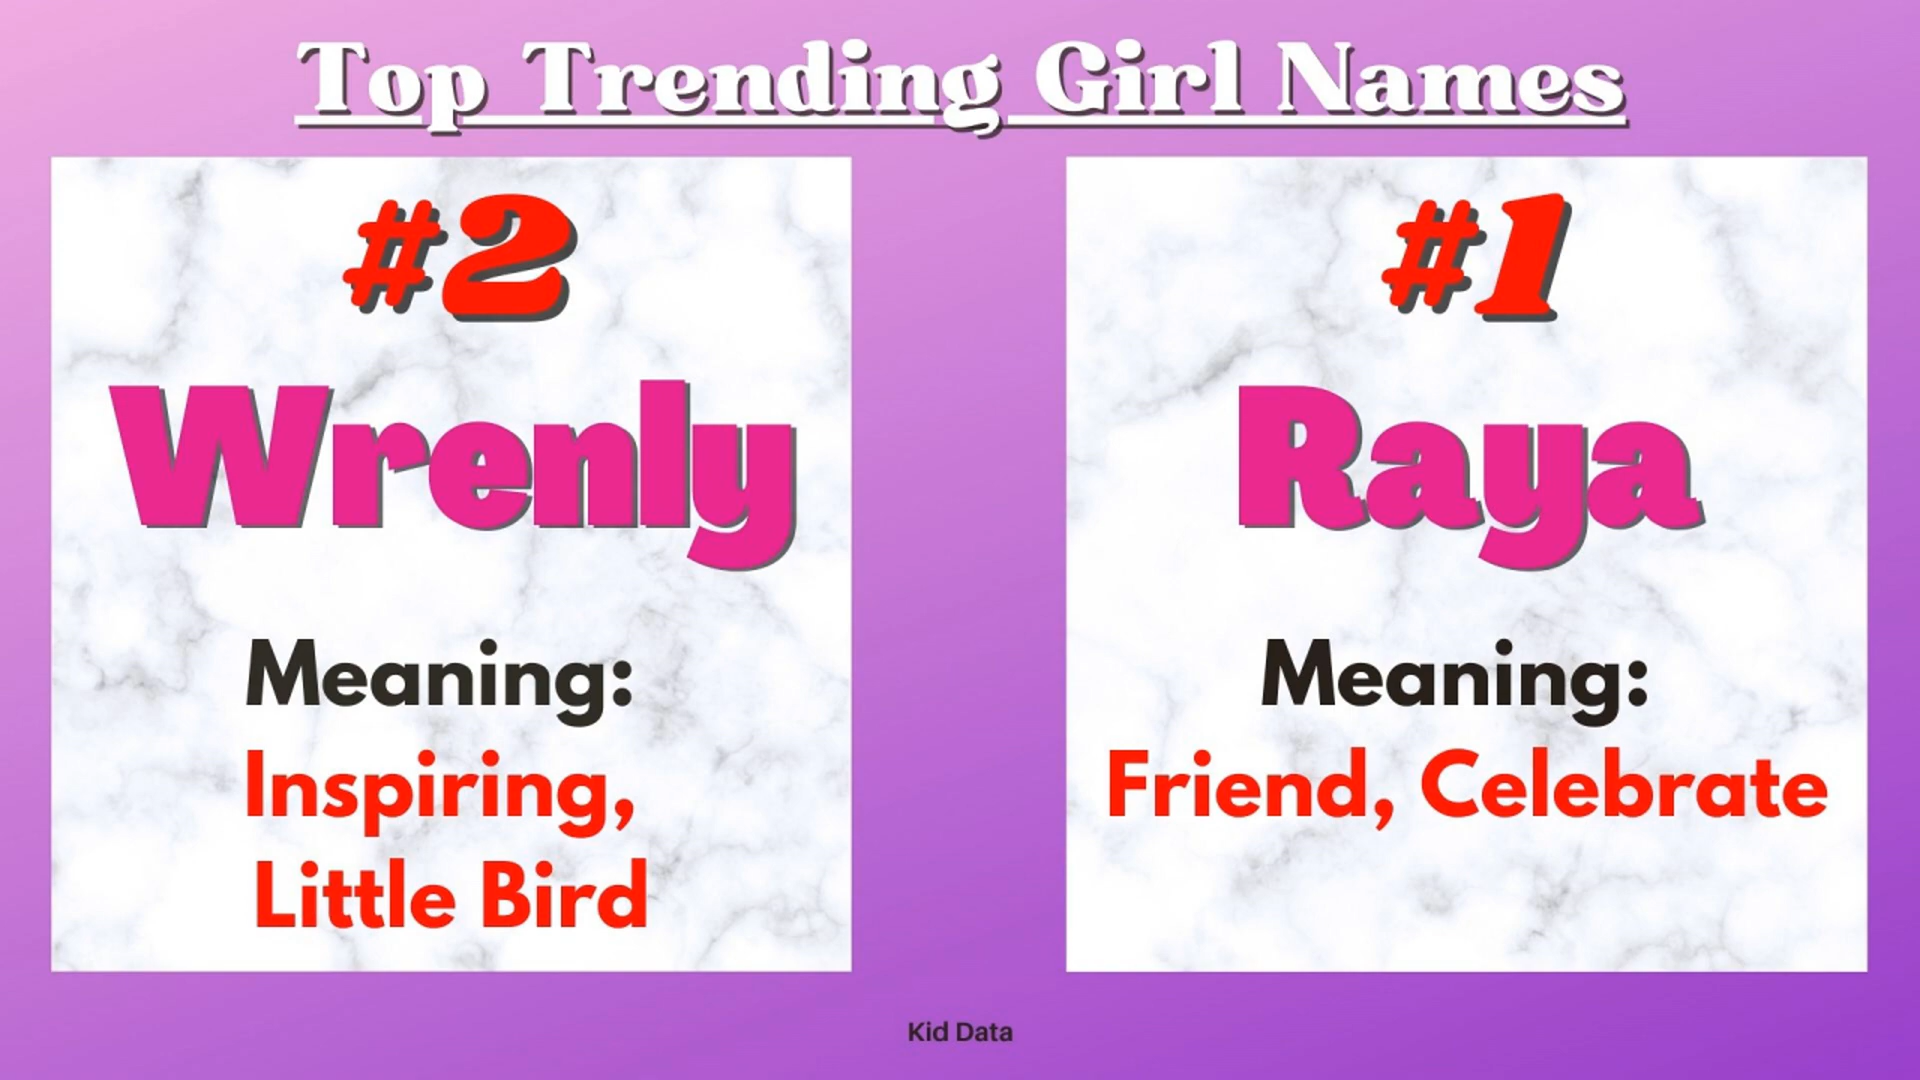 Top Trending Girl Names
#2
Wrenly
Meaning:
Inspiring,
Little Bird
#1
Raya
Meaning:
Friend, Celebrate
Kid Data